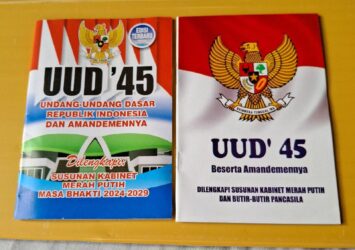 EDISI
TERBARU
UUD '45
UNDANG-UNDANG DASAR
REPUBLIK INDONESIA
DAN AMANDEMENNYA
Dilengkapi:
SUSUNAN KABINET
MERAH PUTIH
MASA BHAKTI 2024-2029
UUD' 45
Beserta Amandemennya
DILENGKAPI SUSUNAN KABINET MERAH PUTIH
DAN BUTIR-BUTIR PANCASILA